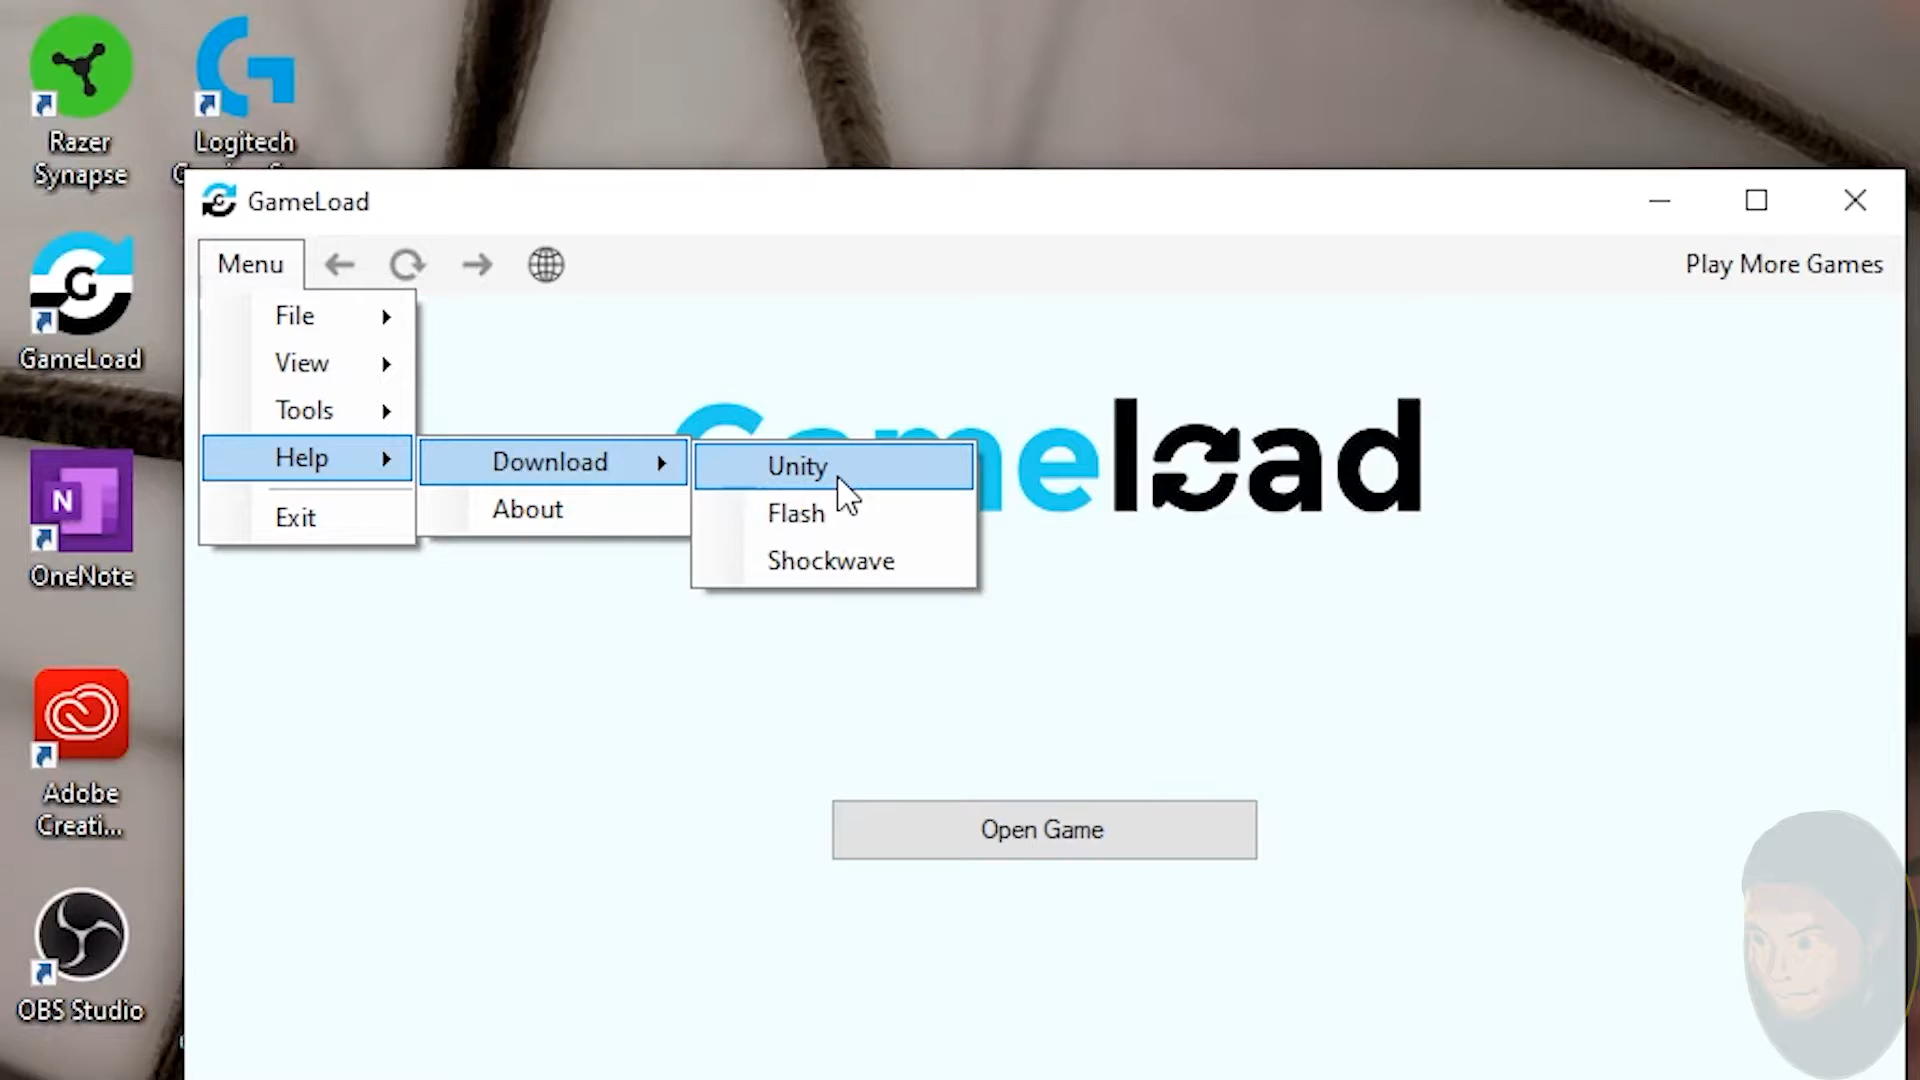 Razer
Synapse
Logitech
GameLoad
OneNote
Adobe
Creati...
OBS Studio
GameLoad
Menu
Play More Games
File
View
Tools
Help
Exit
Download
About
Unity
Flash
Shockwave
Gameload
Open Game